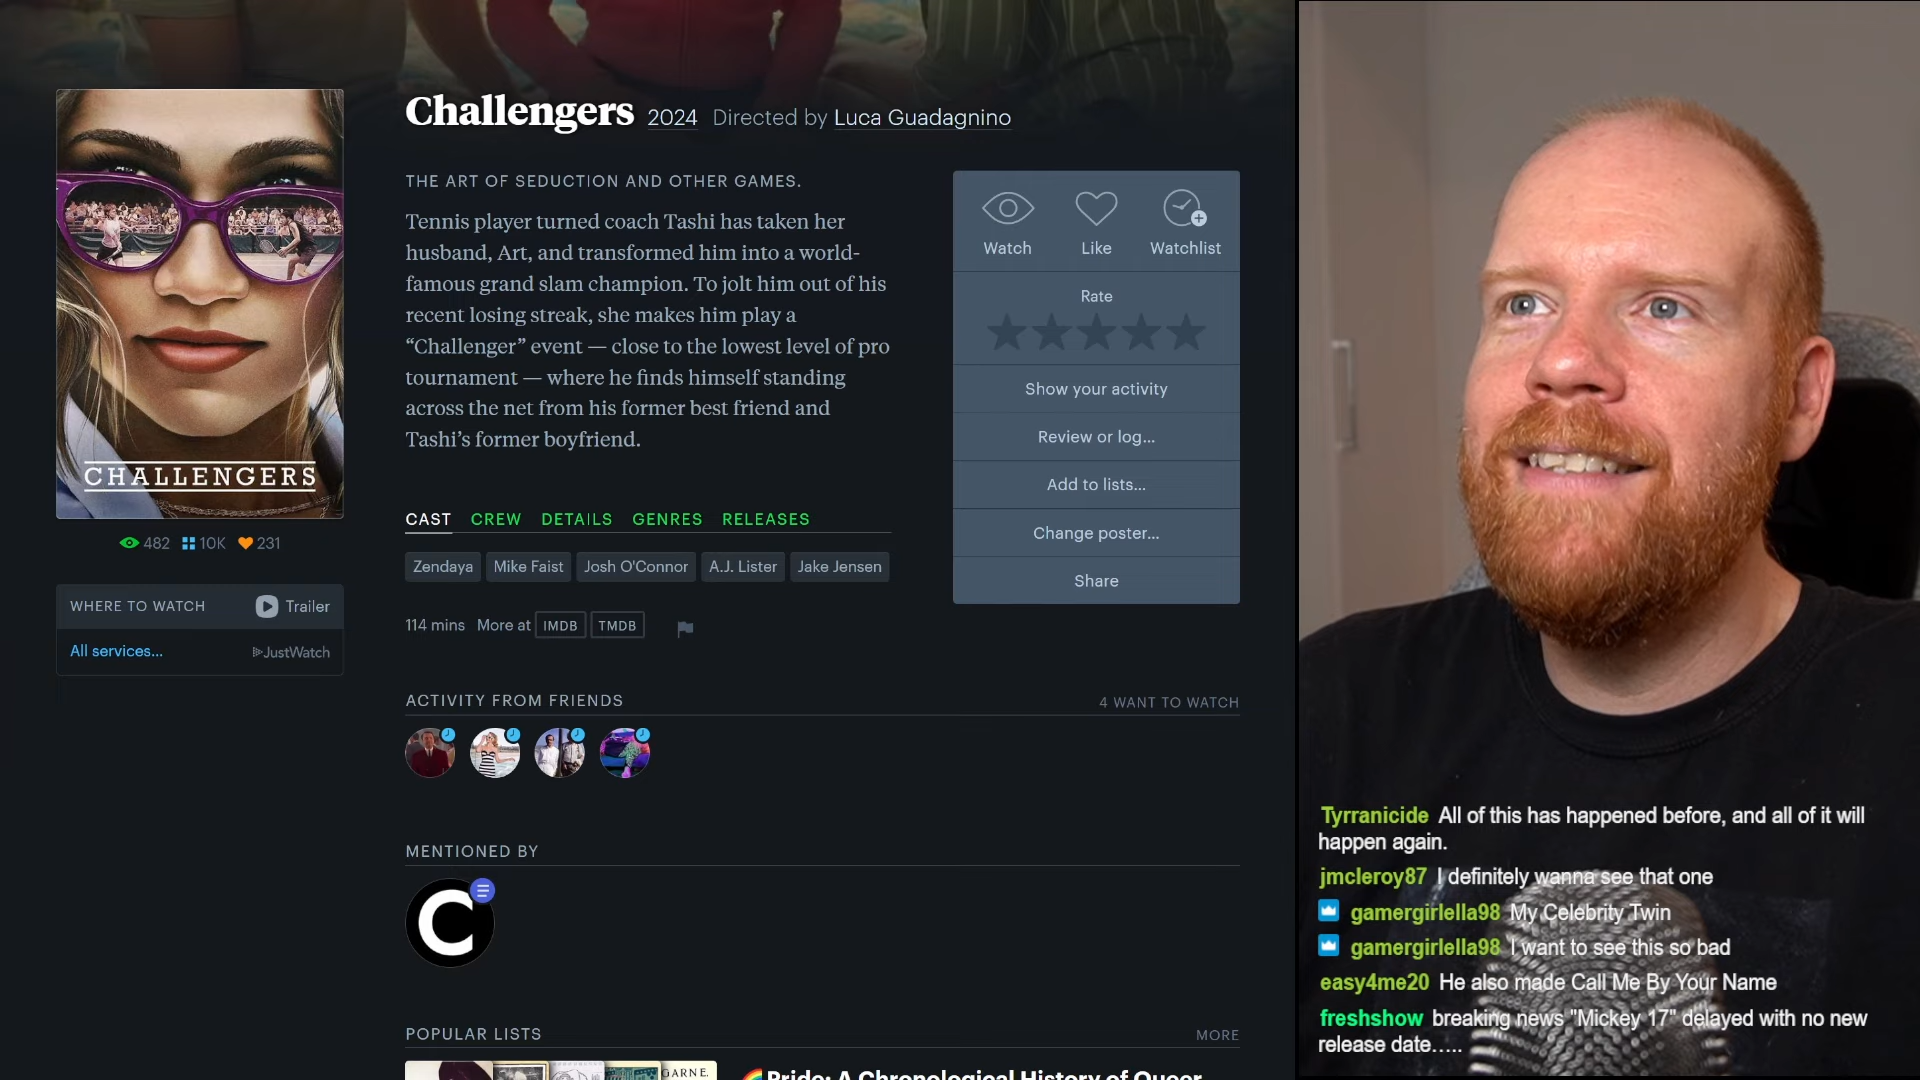 Challengers 2024 Directed by Luca Guadagnino
THE ART OF SEDUCTION AND OTHER GAMES.
Tennis player turned coach Tashi has taken her
husband, Art, and transformed him into a world-
famous grand slam champion. To jolt him out of his
recent losing streak, she makes him play a
“Challenger” event — close to the lowest level of pro
tournament — where he finds himself standing
across the net from his former best friend and
Tashi’s former boyfriend.
CHALLENGERS
482 10K 231
WHERE TO WATCH Trailer
All services... JustWatch
Watch Like Watchlist
Rate
Show your activity
Review or log...
Add to lists...
Change poster...
Share
CAST CREW DETAILS GENRES RELEASES
Zendaya Mike Faist Josh O'Connor A.J. Lister Jake Jensen
114 mins More at IMDB TMDB
ACTIVITY FROM FRIENDS 4 WANT TO WATCH
MENTIONED BY
C
POPULAR LISTS MORE
GARNE.
Pride: A Chronological History of Queer
Tyrranicide All of this has happened before, and all of it will
happen again.
jmcleroy87 I definitely wanna see that one
gamergirlella98 My Celebrity Twin
gamergirlella98 I want to see this so bad
easy4me20 He also made Call Me By Your Name
freshshow breaking news "Mickey 17" delayed with no new
release date.....